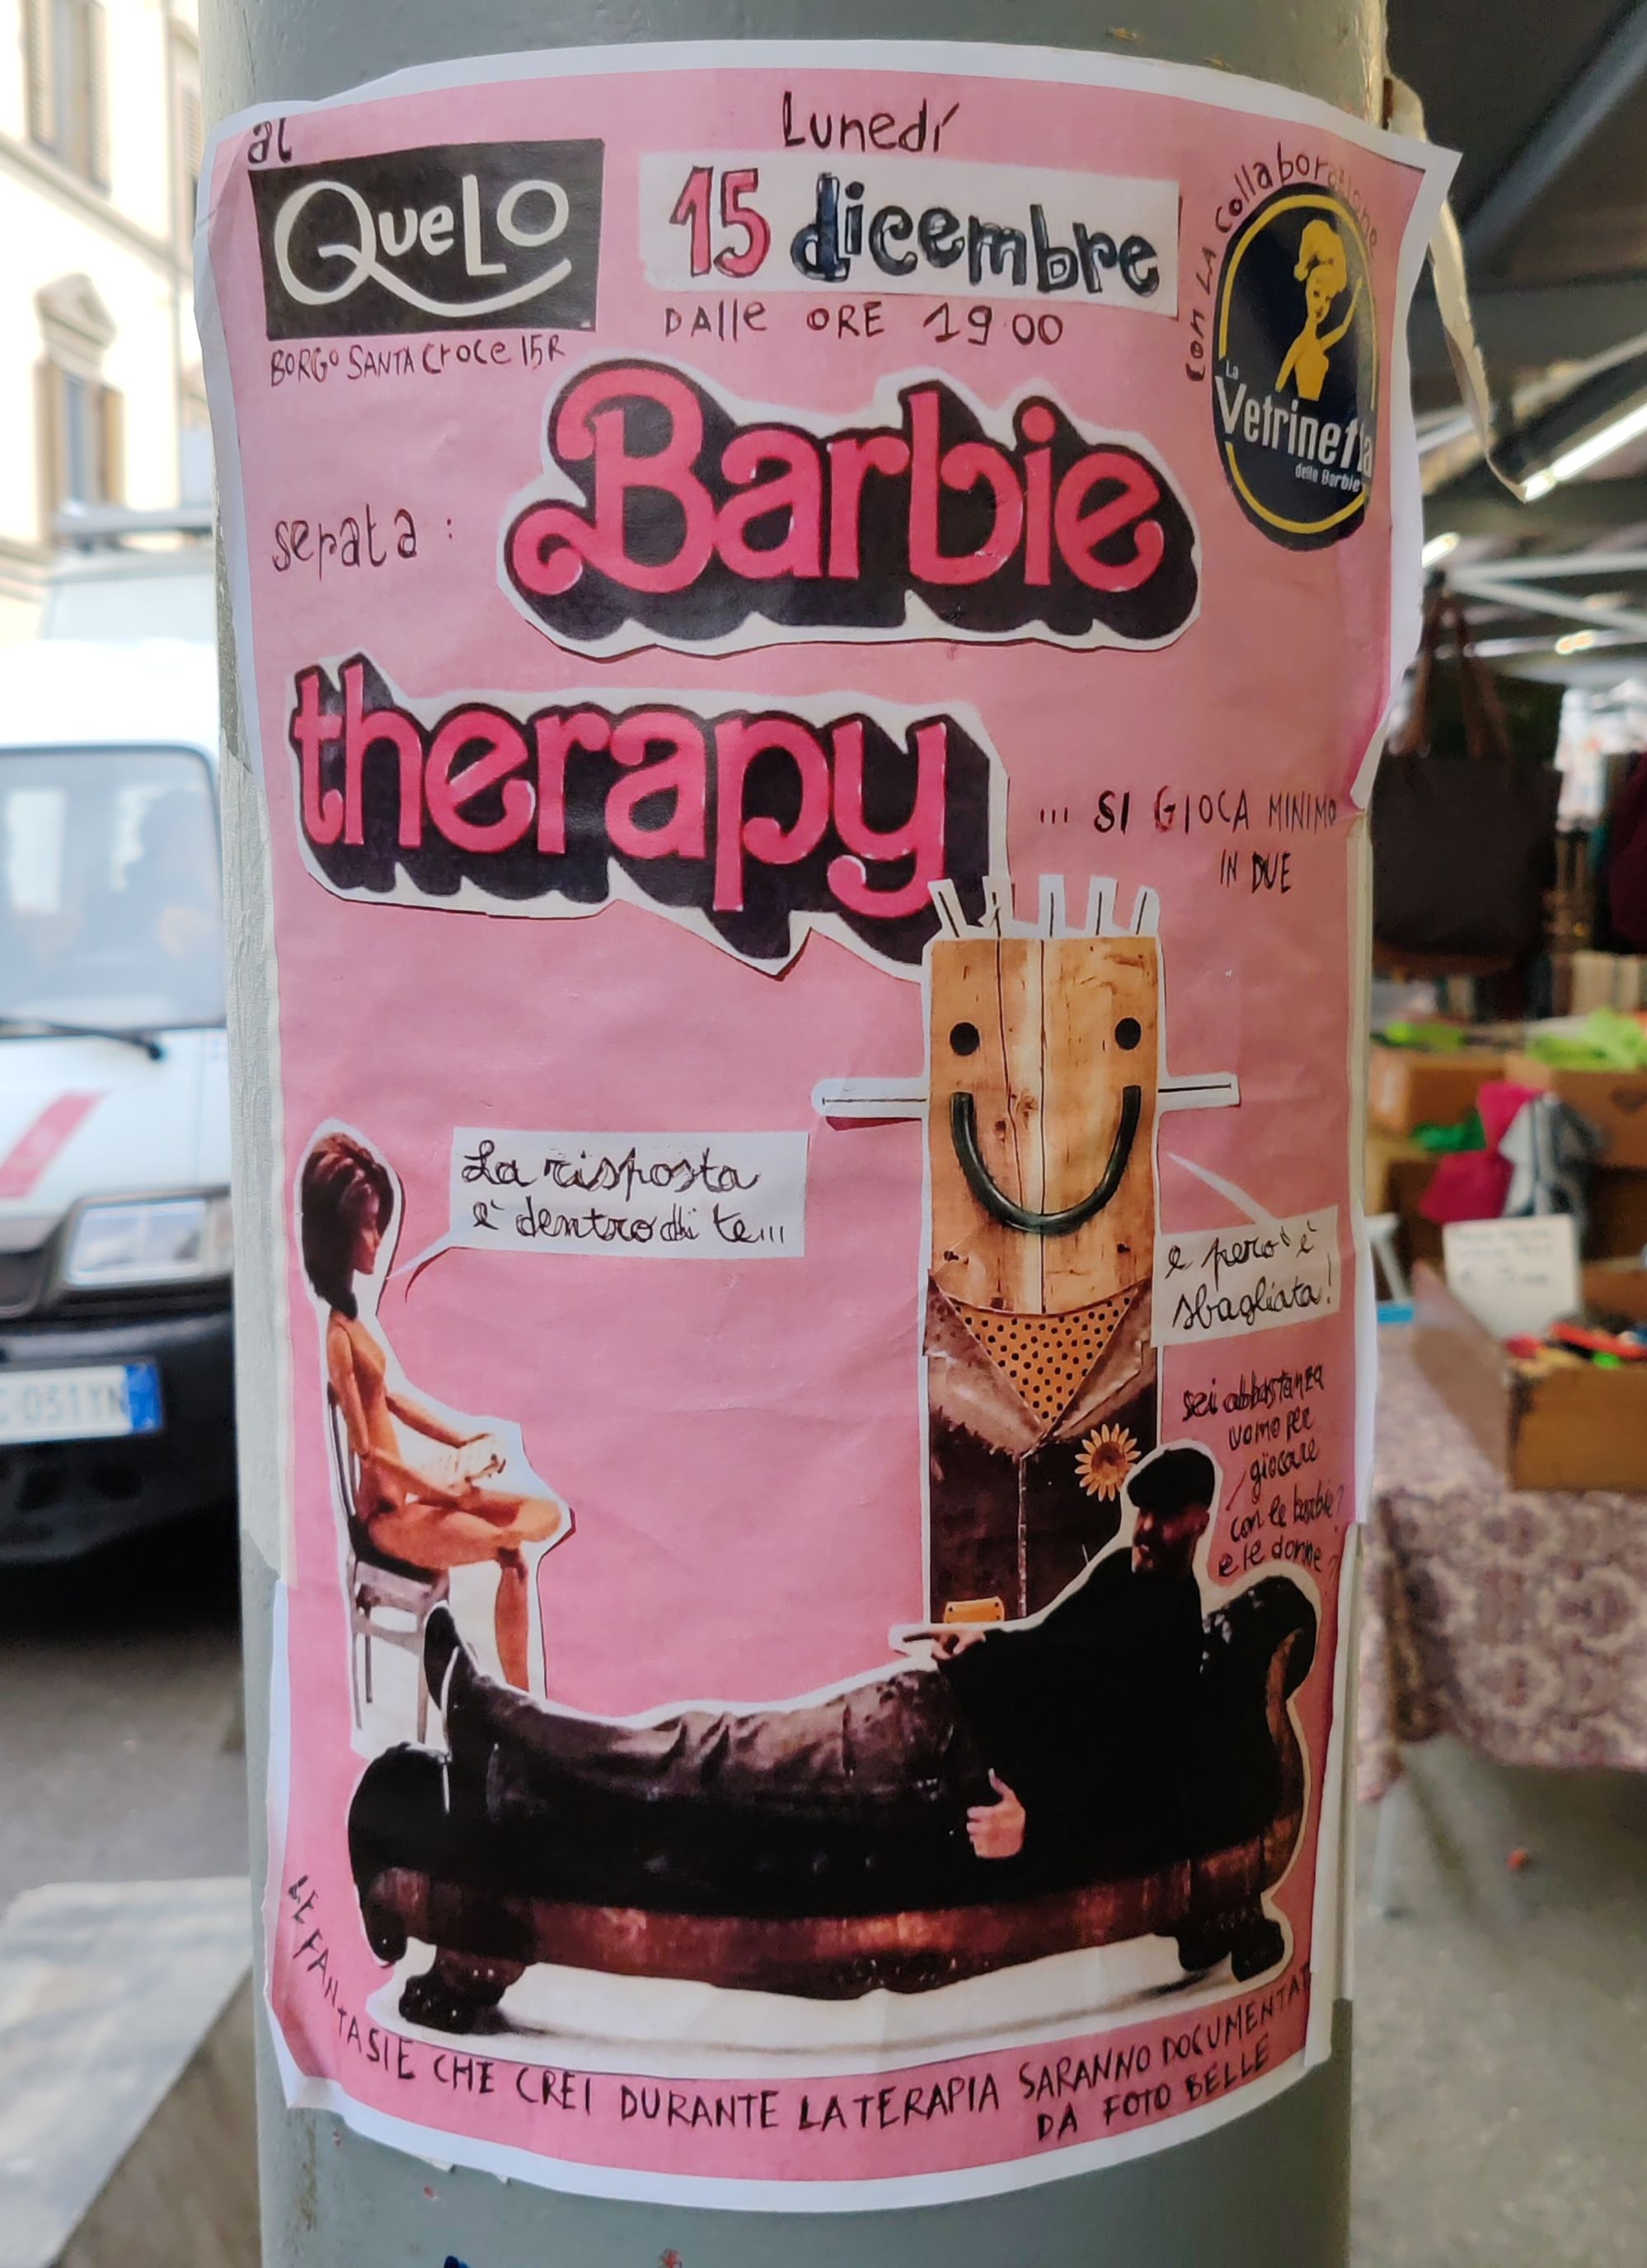 al
QueLO
BORGO SANTA CROCE 15R
Lunedí
15 dicembre
DALLE ORE 19 00
CON LA COllaborazione
La
Vetrinetta
delle Barbie
serata :
Barbie
therapy
... SI GIOCA MINIMO
IN DUE
La risposta
e' dentro di te...
e pero' è
sbagliata!
sei abbastanza
uomo per
giocare
con le barbie
e le donne?
LE FANTASIE CHE CREI DURANTE LA TERAPIA SARANNO DOCUMENTATE
DA FOTO BELLE
051YN